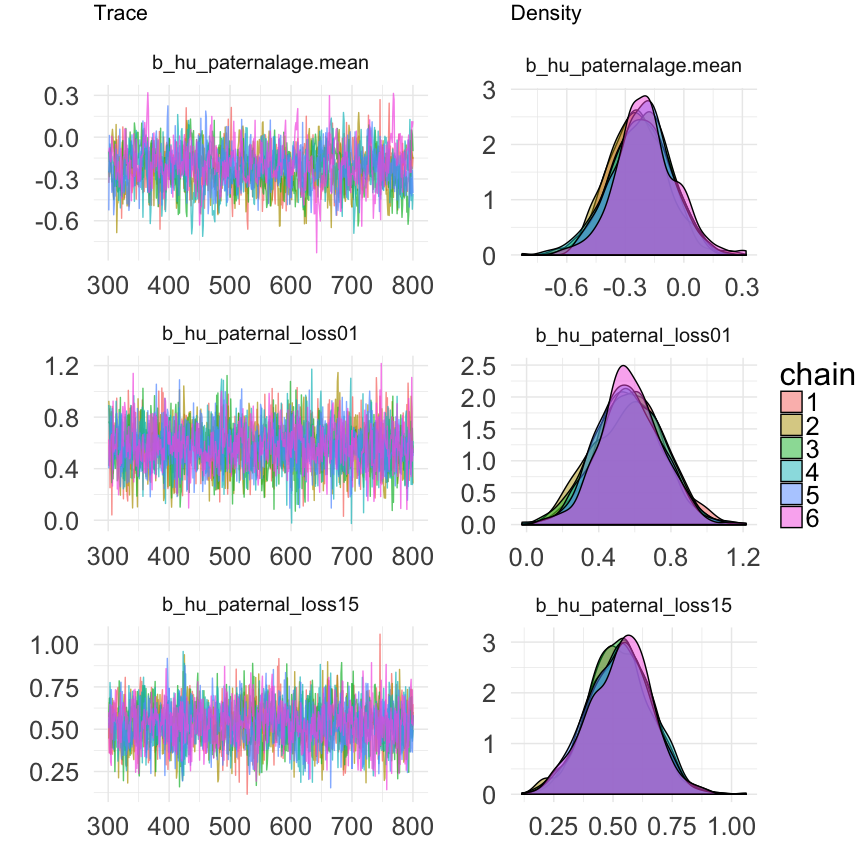 Trace
Density
b_hu_paternalage.mean
b_hu_paternalage.mean
0.3
0.0
-0.3
-0.6
300 400 500 600 700 800
3
2
1
0
-0.6 -0.3 0.0 0.3
b_hu_paternal_loss01
b_hu_paternal_loss01
1.2
0.8
0.4
0.0
300 400 500 600 700 800
2.5
2.0
1.5
1.0
0.5
0.0
0.0 0.4 0.8 1.2
chain
1
2
3
4
5
6
b_hu_paternal_loss15
b_hu_paternal_loss15
1.00
0.75
0.50
0.25
300 400 500 600 700 800
3
2
1
0
0.25 0.50 0.75 1.00